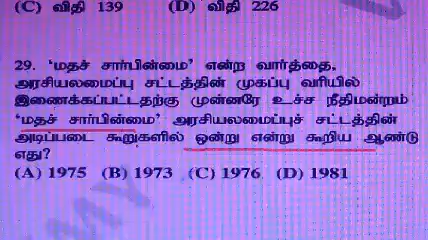 (C) விதி 139 (D) விதி 226
29. ‘மதச் சார்பின்மை’ என்ற வார்த்தை,
அரசியலமைப்பு சட்டத்தின் முகப்பு வரியில்
இணைக்கப்பட்டதற்கு முன்னரே உச்ச நீதிமன்றம்
‘மதச் சார்பின்மை’ அரசியலமைப்புச் சட்டத்தின்
அடிப்படை கூறுகளில் ஒன்று என்று கூறிய ஆண்டு
எது?
(A) 1975 (B) 1973 (C) 1976 (D) 1981